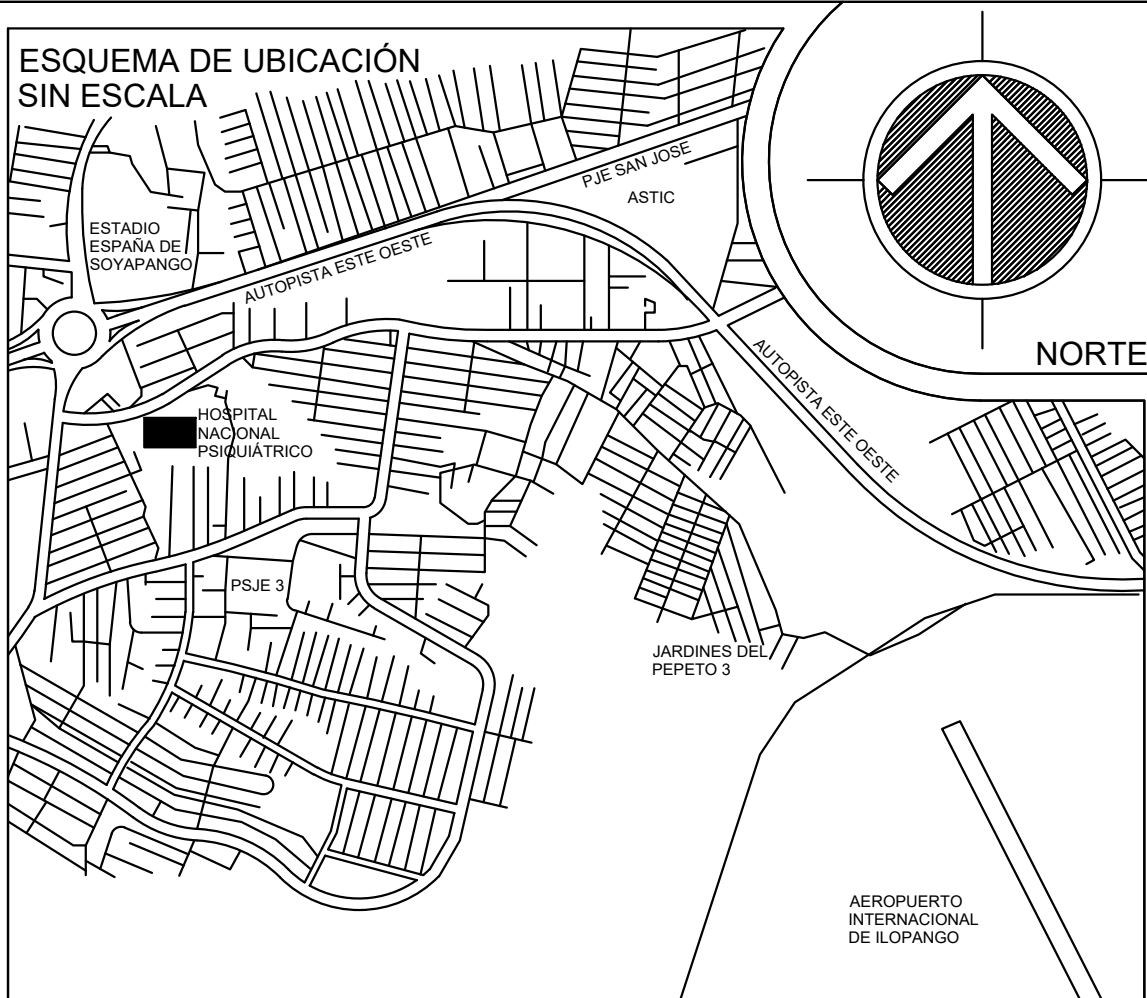 ESQUEMA DE UBICACIÓN
SIN ESCALA
NORTE
PJE SAN JOSE
ASTIC
ESTADIO
ESPAÑA DE
SOYAPANGO
AUTOPISTA ESTE OESTE
AUTOPISTA ESTE OESTE
HOSPITAL
NACIONAL
PSIQUIÁTRICO
PSJE 3
JARDINES DEL
PEPETO 3
AEROPUERTO
INTERNACIONAL
DE ILOPANGO